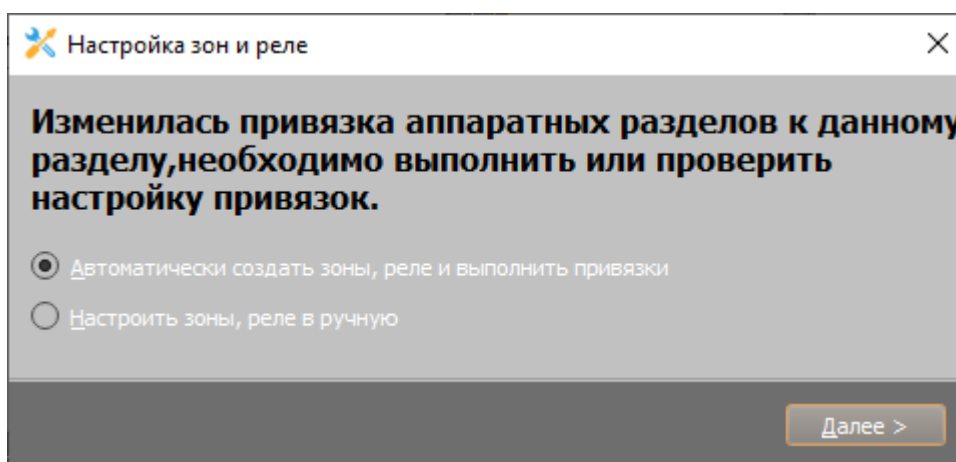 Настройка зон и реле
Изменилась привязка аппаратных разделов к данному
разделу,необходимо выполнить или проверить
настройку привязок.
Автоматически создать зоны, реле и выполнить привязки
Настроить зоны, реле в ручную
Далее >